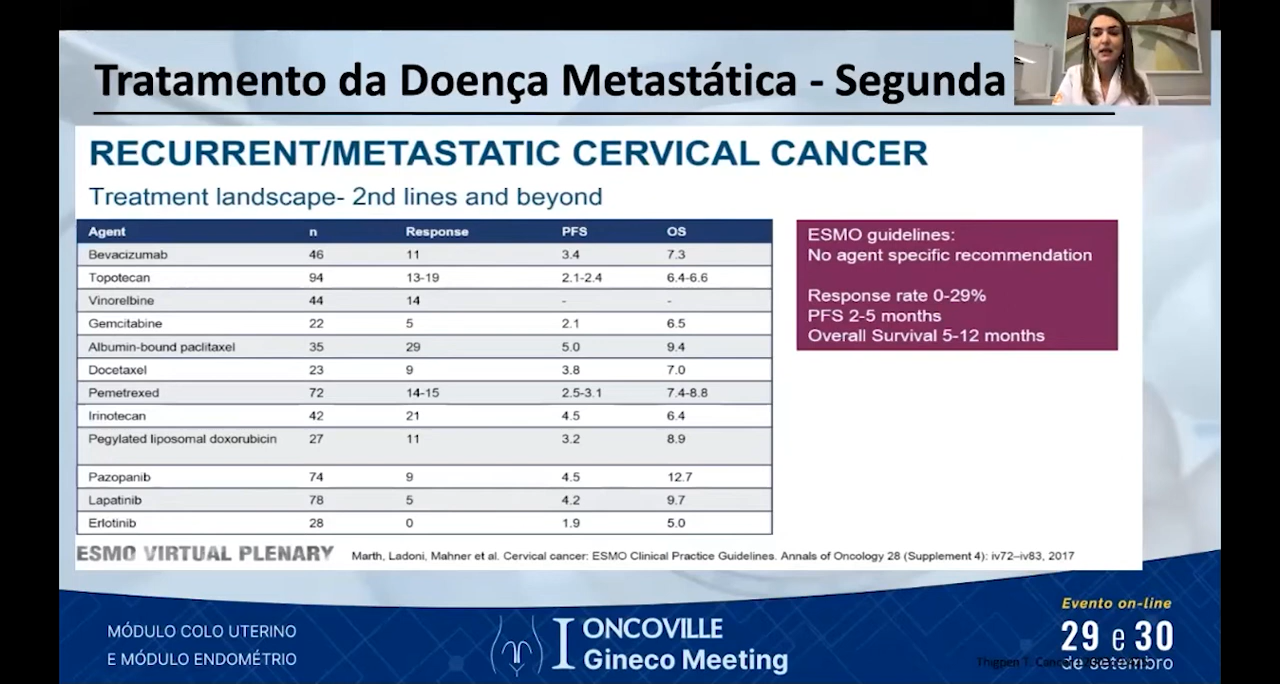 Tratamento da Doença Metastática - Segunda
RECURRENT/METASTATIC CERVICAL CANCER
Treatment landscape- 2nd lines and beyond
Agent n Response PFS OS
Bevacizumab 46 11 3.4 7.3
Topotecan 94 13-19 2.1-2.4 6.4-6.6
Vinorelbine 44 14 - -
Gemcitabine 22 5 2.1 6.5
Albumin-bound paclitaxel 35 29 5.0 9.4
Docetaxel 23 9 3.8 7.0
Pemetrexed 72 14-15 2.5-3.1 7.4-8.8
Irinotecan 42 21 4.5 6.4
Pegylated liposomal doxorubicin 27 11 3.2 8.9
Pazopanib 74 9 4.5 12.7
Lapatinib 78 5 4.2 9.7
Erlotinib 28 0 1.9 5.0
ESMO guidelines:
No agent specific recommendation
Response rate 0-29%
PFS 2-5 months
Overall Survival 5-12 months
ESMO VIRTUAL PLENARY
Marth, Ladoni, Mahner et al. Cervical cancer: ESMO Clinical Practice Guidelines. Annals of Oncology 28 (Supplement 4): iv72–iv83, 2017
MÓDULO COLO UTERINO
E MÓDULO ENDOMÉTRIO
I ONCOVILLE
Gineco Meeting
Evento on-line
29 e 30
de setembro
Thigpen T. Cancer